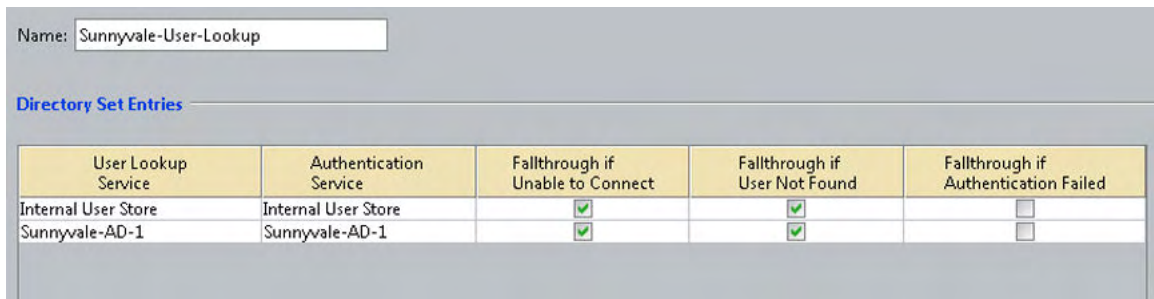 Name: Sunnyvale-User-Lookup
Directory Set Entries
User Lookup Service Authentication Service Fallthrough if Unable to Connect Fallthrough if User Not Found Fallthrough if Authentication Failed
Internal User Store Internal User Store
Sunnyvale-AD-1 Sunnyvale-AD-1